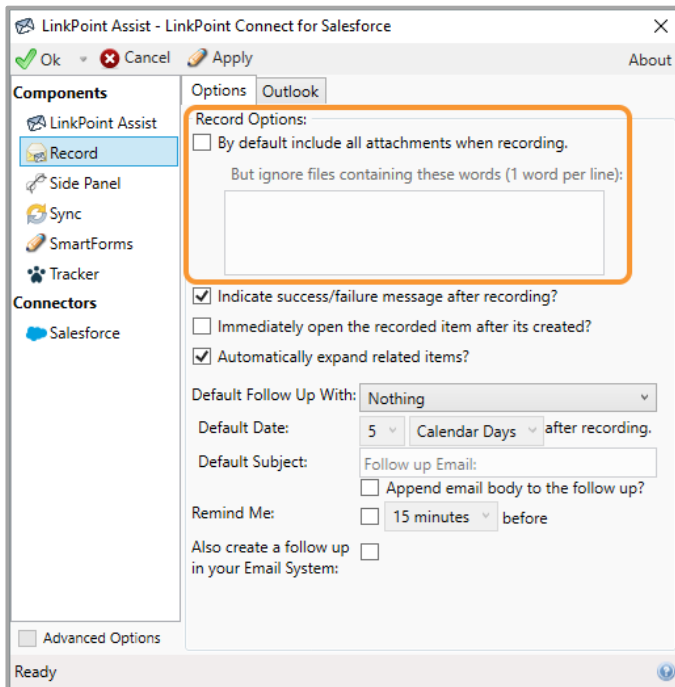 LinkPoint Assist - LinkPoint Connect for Salesforce
Ok Cancel Apply About
Components
LinkPoint Assist
Record
Side Panel
Sync
SmartForms
Tracker
Connectors
Salesforce
Advanced Options
Options Outlook
Record Options:
By default include all attachments when recording.
But ignore files containing these words (1 word per line):
Indicate success/failure message after recording?
Immediately open the recorded item after its created?
Automatically expand related items?
Default Follow Up With: Nothing
Default Date: 5 Calendar Days after recording.
Default Subject: Follow up Email:
Append email body to the follow up?
Remind Me: 15 minutes before
Also create a follow up
in your Email System:
Ready